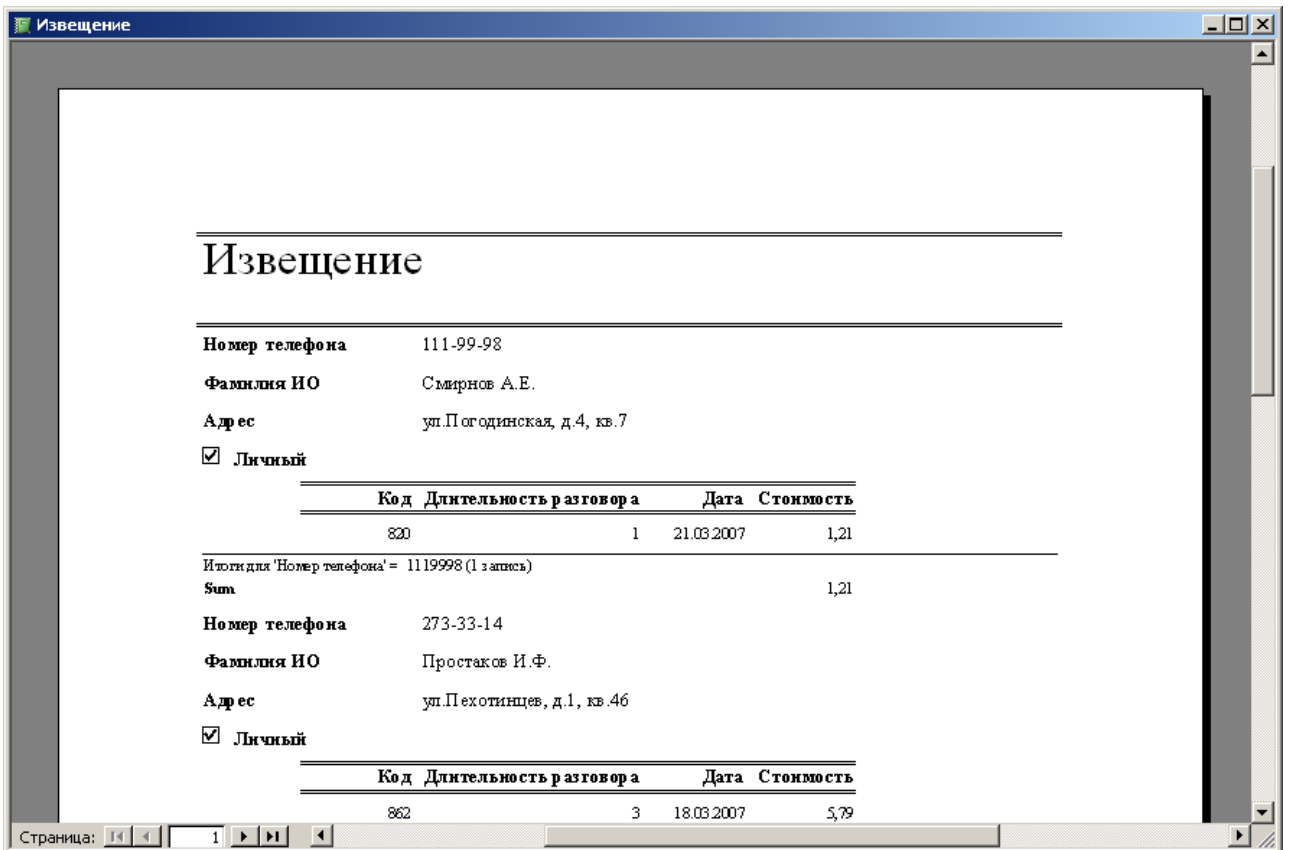 Извещение
Извещение
Номер телефона 111-99-98
Фамилия ИО Смирнов А.Е.
Адрес ул.Погодинская, д.4, кв.7
Личный
Код Длительность разговора Дата Стоимость
820 1 21.03.2007 1,21
Итоги для 'Номер телефона' = 1119998 (1 запись)
Sum 1,21
Номер телефона 273-33-14
Фамилия ИО Простаков И.Ф.
Адрес ул.Пехотинцев, д.1, кв.46
Личный
Код Длительность разговора Дата Стоимость
862 3 18.03.2007 5,79
Страница: 1